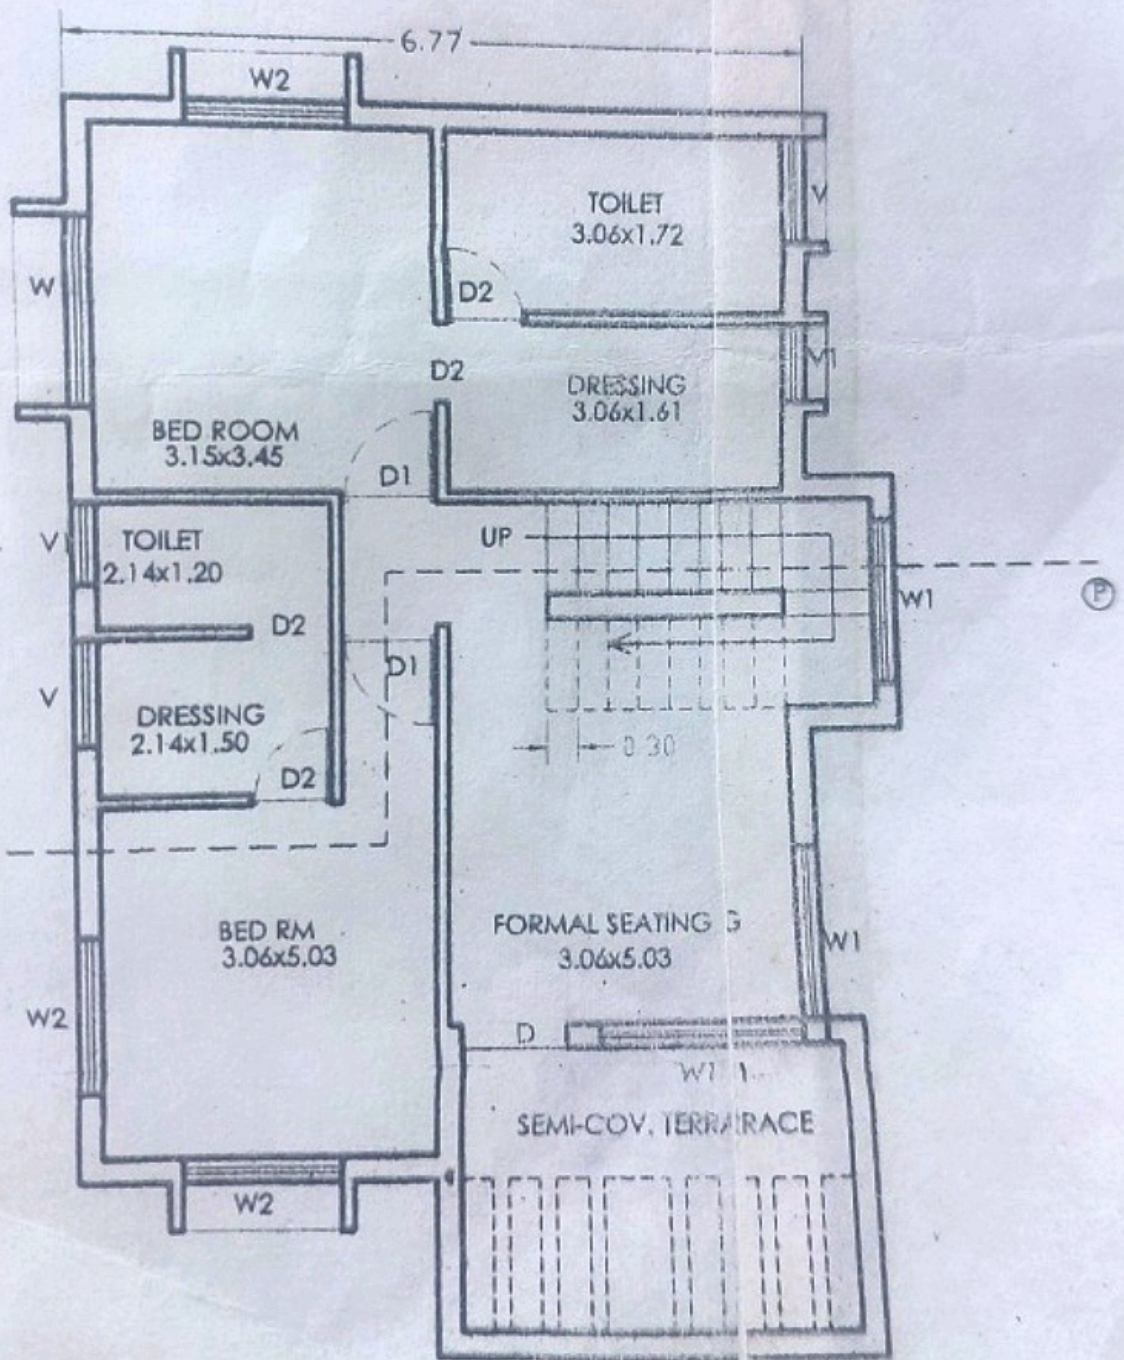 6.77
W2
TOILET
3.06x1.72
V
W
D2
D2
DRESSING
3.06x1.61
V1
BED ROOM
3.15x3.45
D1
TOILET
2.14x1.20
V
UP
W1
P
D2
D1
V
DRESSING
2.14x1.50
D2
0.30
BED RM
3.06x5.03
FORMAL SEATING G
3.06x5.03
W1
W2
D
W1 1
SEMI-COV. TERRARACE
W2